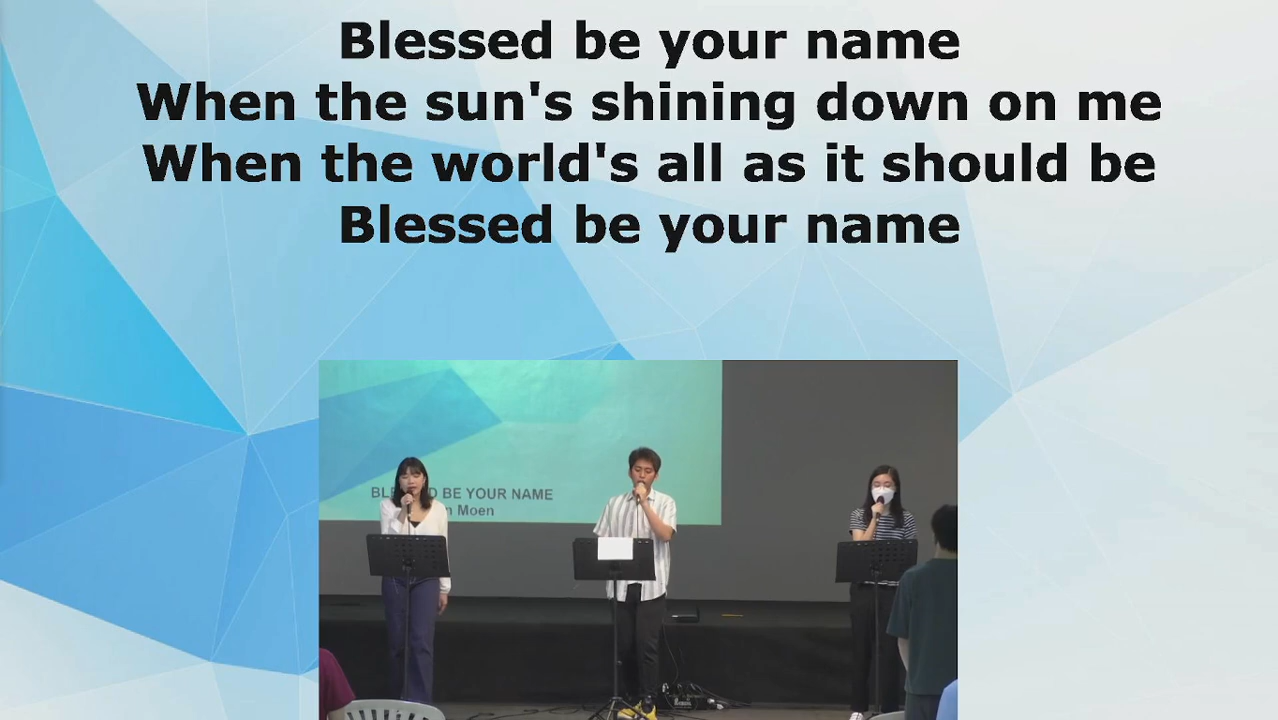 Blessed be your name
When the sun's shining down on me
When the world's all as it should be
Blessed be your name
BE YOUR NAME
Moen